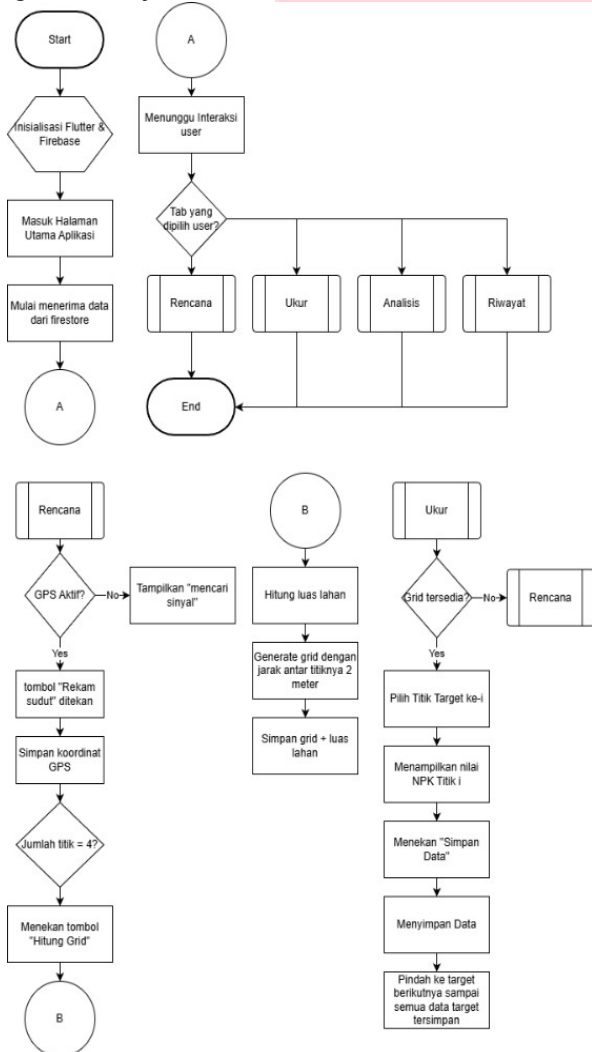 Start
Inisialisasi Flutter &
Firebase
Masuk Halaman
Utama Aplikasi
Mulai menerima data
dari firestore
A
A
Menunggu Interaksi
user
Tab yang
dipilih user?
Rencana
Ukur
Analisis
Riwayat
End
Rencana
GPS Aktif?
No
Tampilkan "mencari
sinyal"
Yes
tombol "Rekam
sudut" ditekan
Simpan koordinat
GPS
Jumlah titik = 4?
Menekan tombol
"Hitung Grid"
B
B
Hitung luas lahan
Generate grid dengan
jarak antar titiknya 2
meter
Simpan grid + luas
lahan
Ukur
Grid tersedia?
No
Rencana
Yes
Pilih Titik Target ke-i
Menampilkan nilai
NPK Titik i
Menekan "Simpan
Data"
Menyimpan Data
Pindah ke target
berikutnya sampai
semua data target
tersimpan